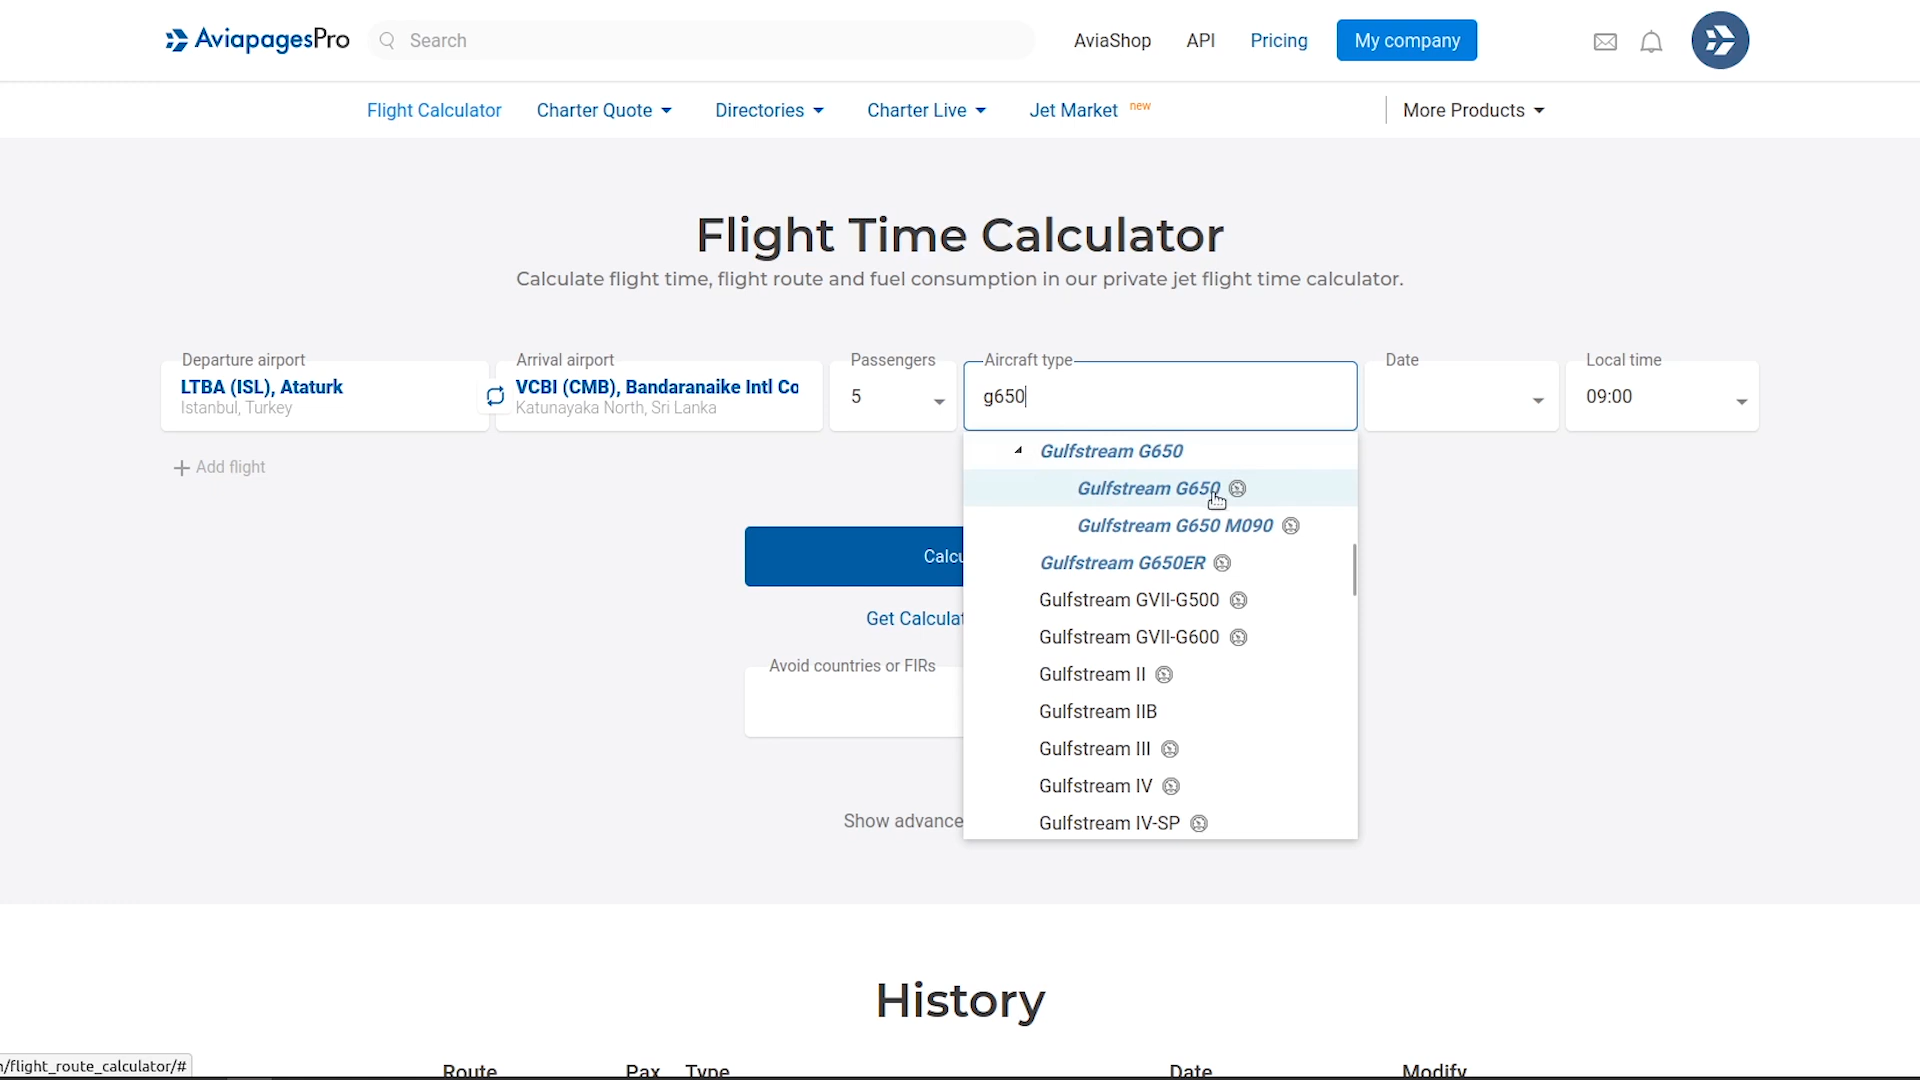 AviapagesPro
Search
AviaShop
API
Pricing
My company
Flight Calculator
Charter Quote
Directories
Charter Live
Jet Market new
More Products
Flight Time Calculator
Calculate flight time, flight route and fuel consumption in our private jet flight time calculator.
Departure airport
LTBA (ISL), Ataturk
Istanbul, Turkey
Arrival airport
VCBI (CMB), Bandaranaike Intl Co
Katunayaka North, Sri Lanka
Passengers
5
Aircraft type
g650
Date
Local time
09:00
Add flight
Gulfstream G650
Gulfstream G650
Gulfstream G650 M090
Gulfstream G650ER
Gulfstream GVII-G500
Gulfstream GVII-G600
Gulfstream II
Gulfstream IIB
Gulfstream III
Gulfstream IV
Gulfstream IV-SP
Calcu
Get Calculat
Avoid countries or FIRs
Show advance
History
Route
Pax
Type
Date
Modify
/flight_route_calculator/#